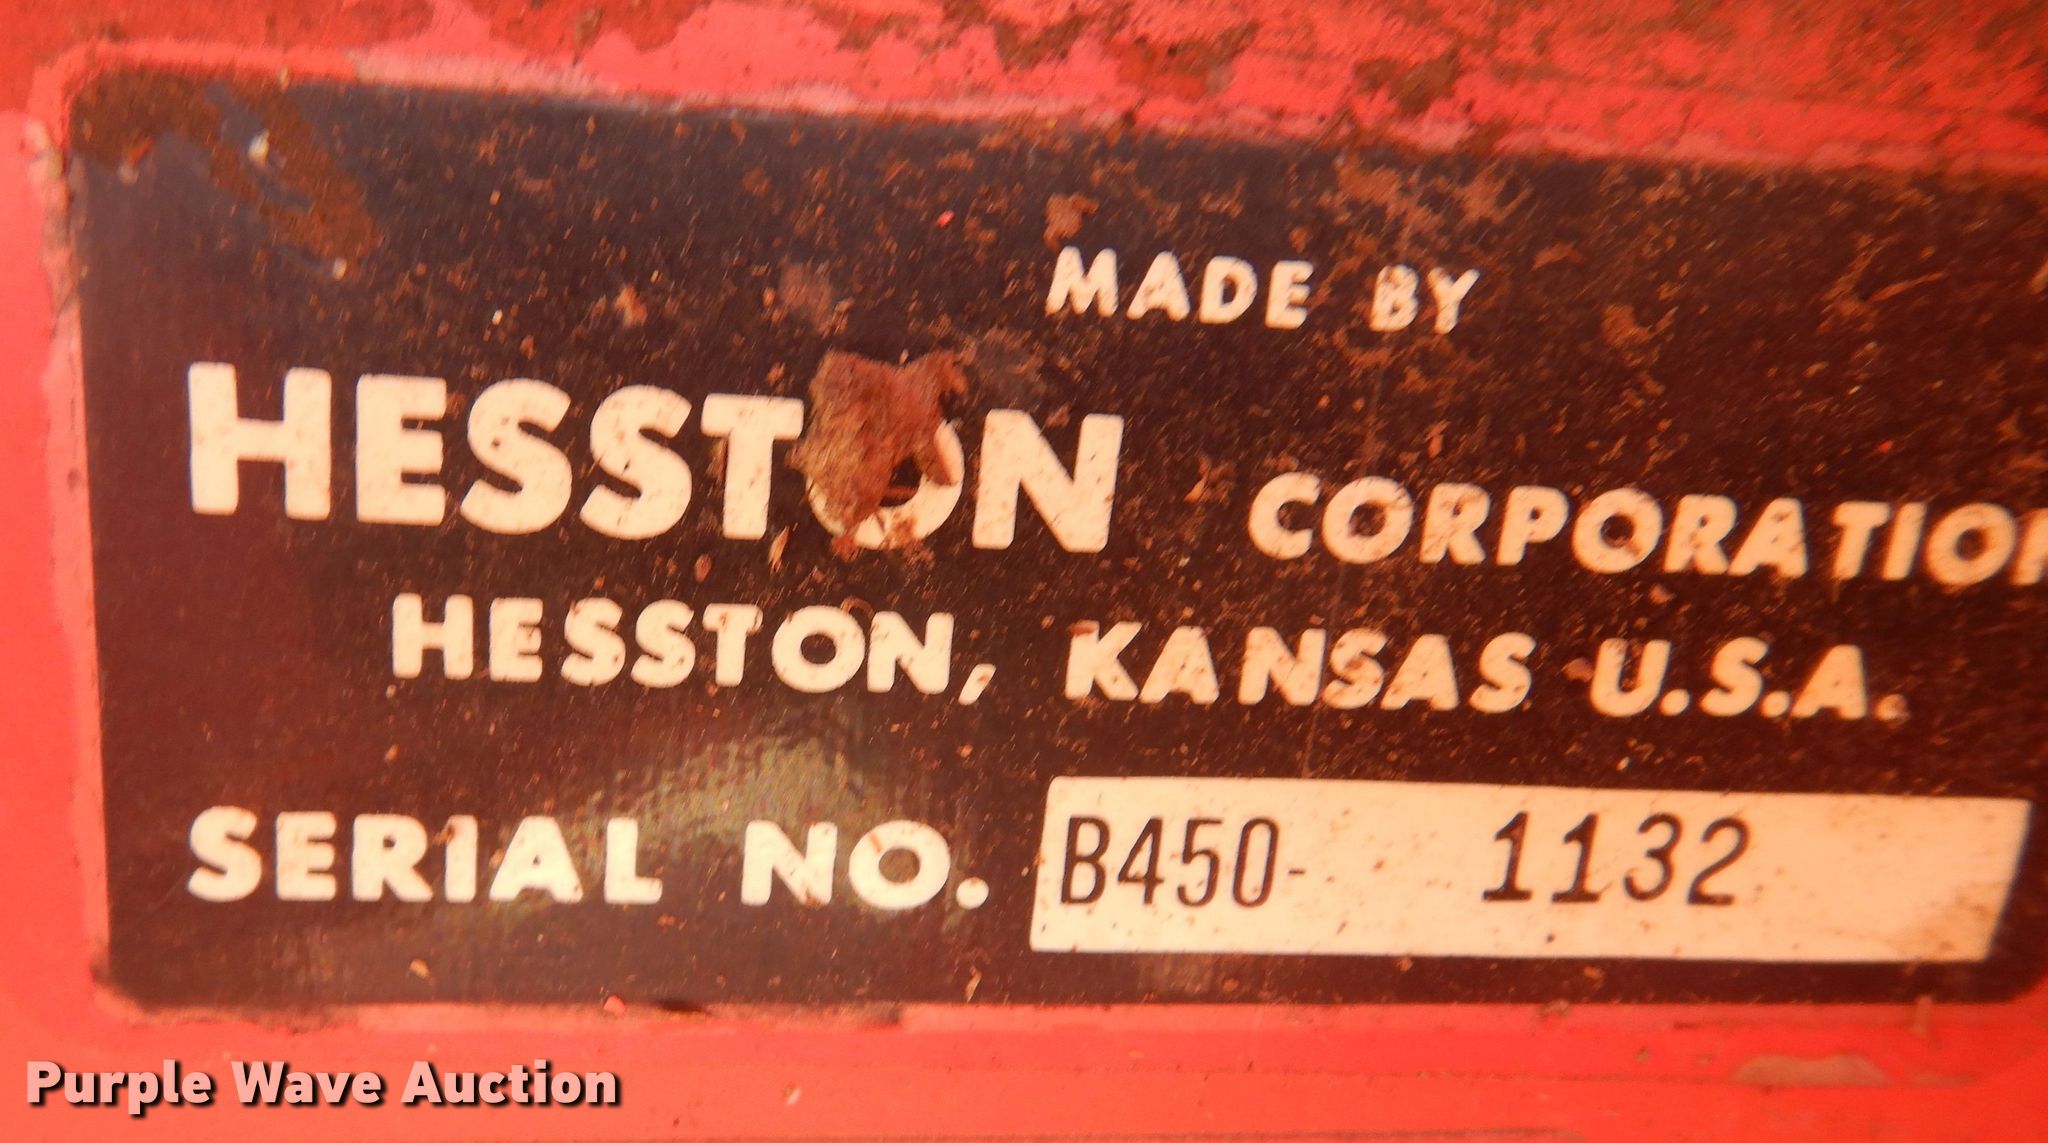 MADE BY
HESSTON CORPORATION
HESSTON, KANSAS U.S.A.
SERIAL NO. B450- 1132
Purple Wave Auction